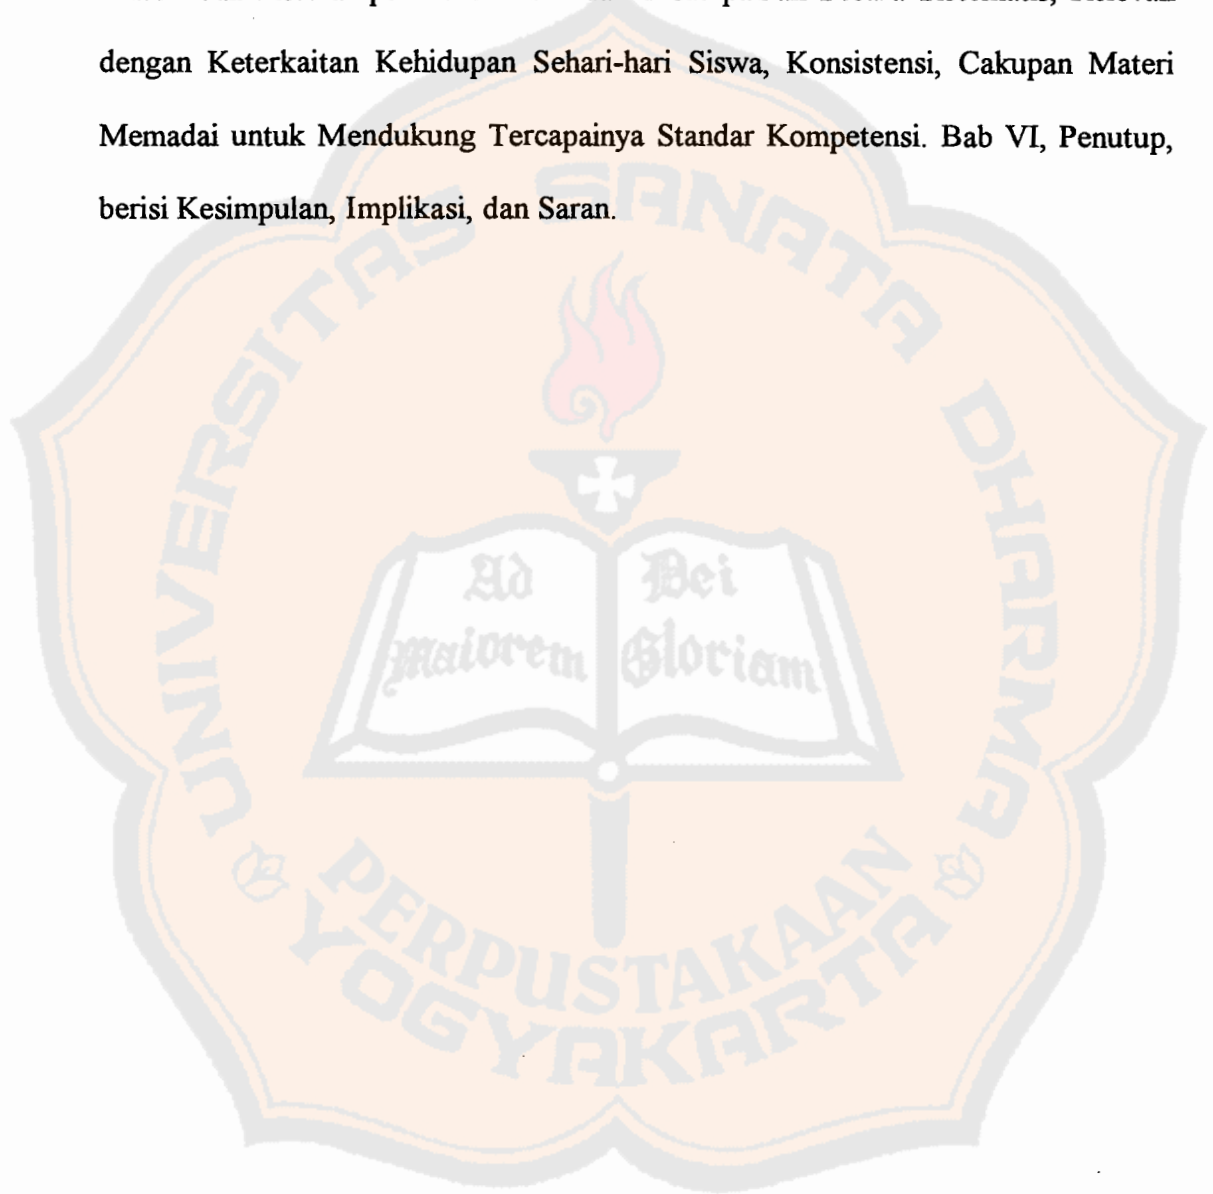 dengan Keterkaitan Kehidupan Sehari-hari Siswa, Konsistensi, Cakupan Materi
Memadai untuk Mendukung Tercapainya Standar Kompetensi. Bab VI, Penutup,
berisi Kesimpulan, Implikasi, dan Saran.
UNIVERSITAS SANATA DHARMA
Ad Dei
Maiorem Gloriam
PERPUSTAKAAN
YOGYAKARTA